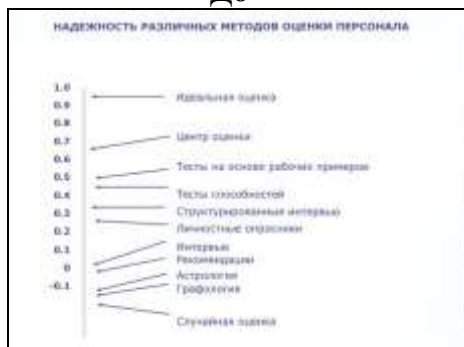 до
НАДЕЖНОСТЬ РАЗЛИЧНЫХ МЕТОДОВ ОЦЕНКИ ПЕРСОНАЛА
1.0
0.9
0.8
0.7
0.6
0.5
0.4
0.3
0.2
0.1
0
-0.1
Идеальная оценка
Центр оценки
Тесты на основе рабочих примеров
Тесты способностей
Структурированные интервью
Личностные опросники
Интервью
Рекомендации
Астрология
Графология
Случайная оценка